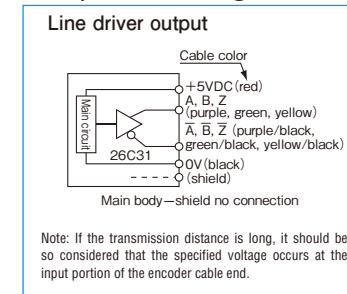 Line driver output
Cable color
+5VDC(red)
A, B, Z
(purple, green, yellow)
A̅, B̅, Z̅ (purple/black,
green/black, yellow/black)
Main circuit
26C31
0V(black)
(shield)
Main body—shield no connection
Note: If the transmission distance is long, it should be
so considered that the specified voltage occurs at the
input portion of the encoder cable end.